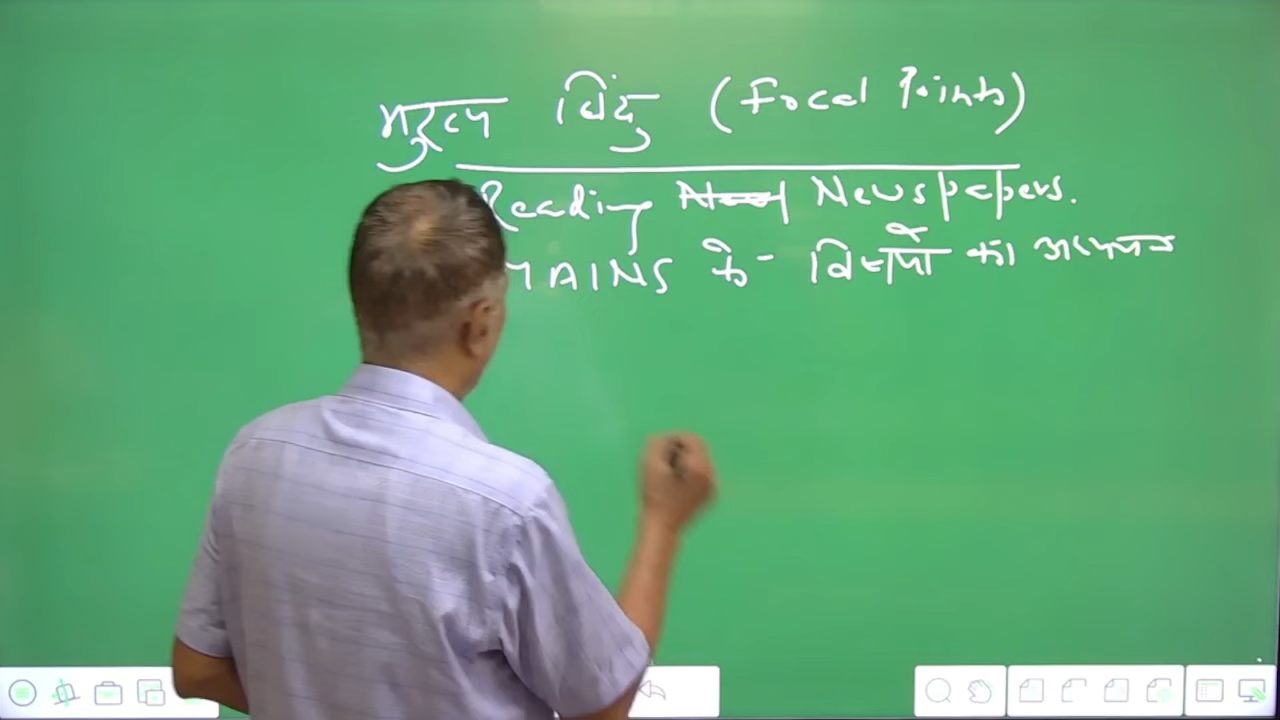 मुख्य बिंदु (Focal Points)
Reading Newspapers.
MAINS के विषयों का अध्ययन